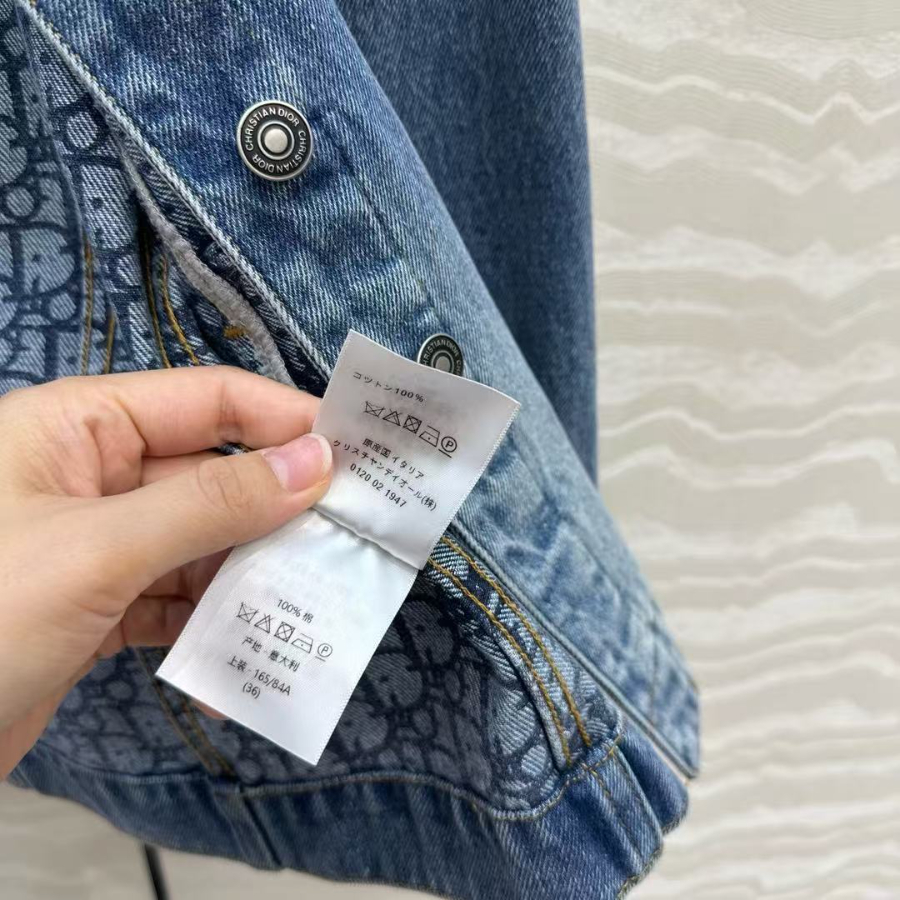 CHRISTIAN DIOR CHRISTIAN DIOR
コットン100%
P
原産国 イタリア
クリスチャンディオール(株)
0120 02 1947
100% 棉
P
产地 · 意大利
上装 · 165/84A
(36)